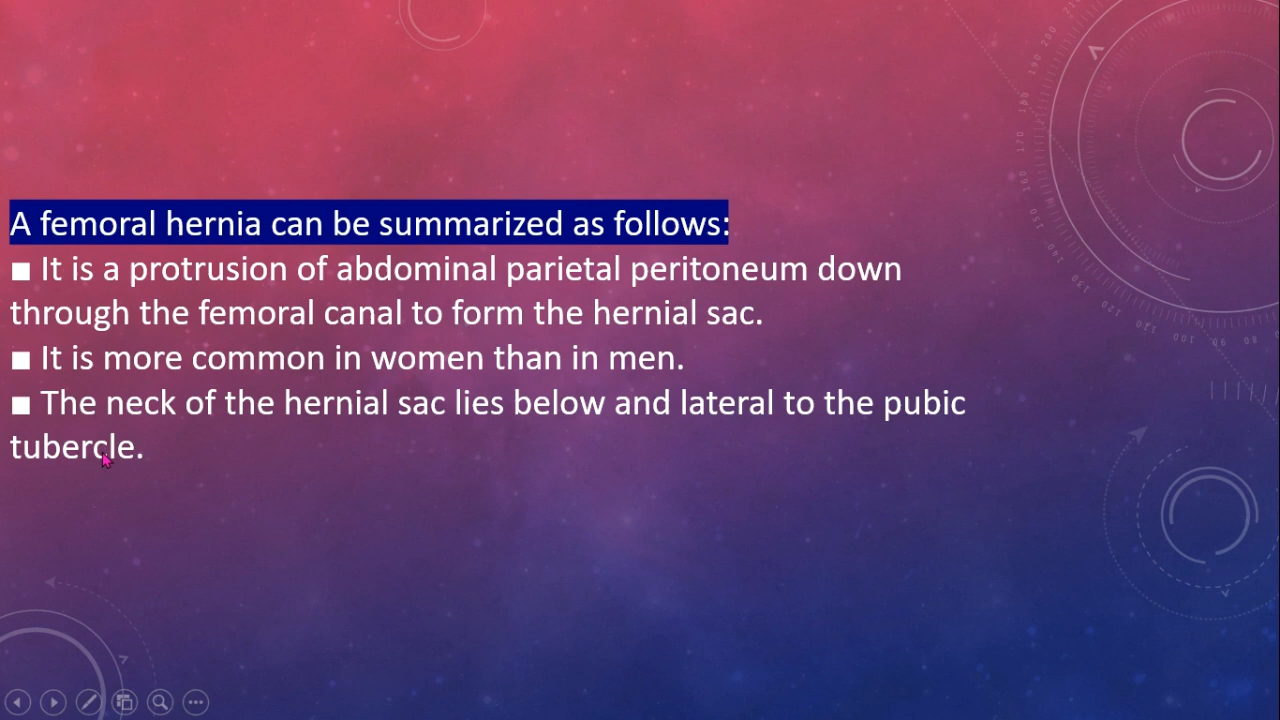 A femoral hernia can be summarized as follows:
■ It is a protrusion of abdominal parietal peritoneum down
through the femoral canal to form the hernial sac.
■ It is more common in women than in men.
■ The neck of the hernial sac lies below and lateral to the pubic
tubercle.